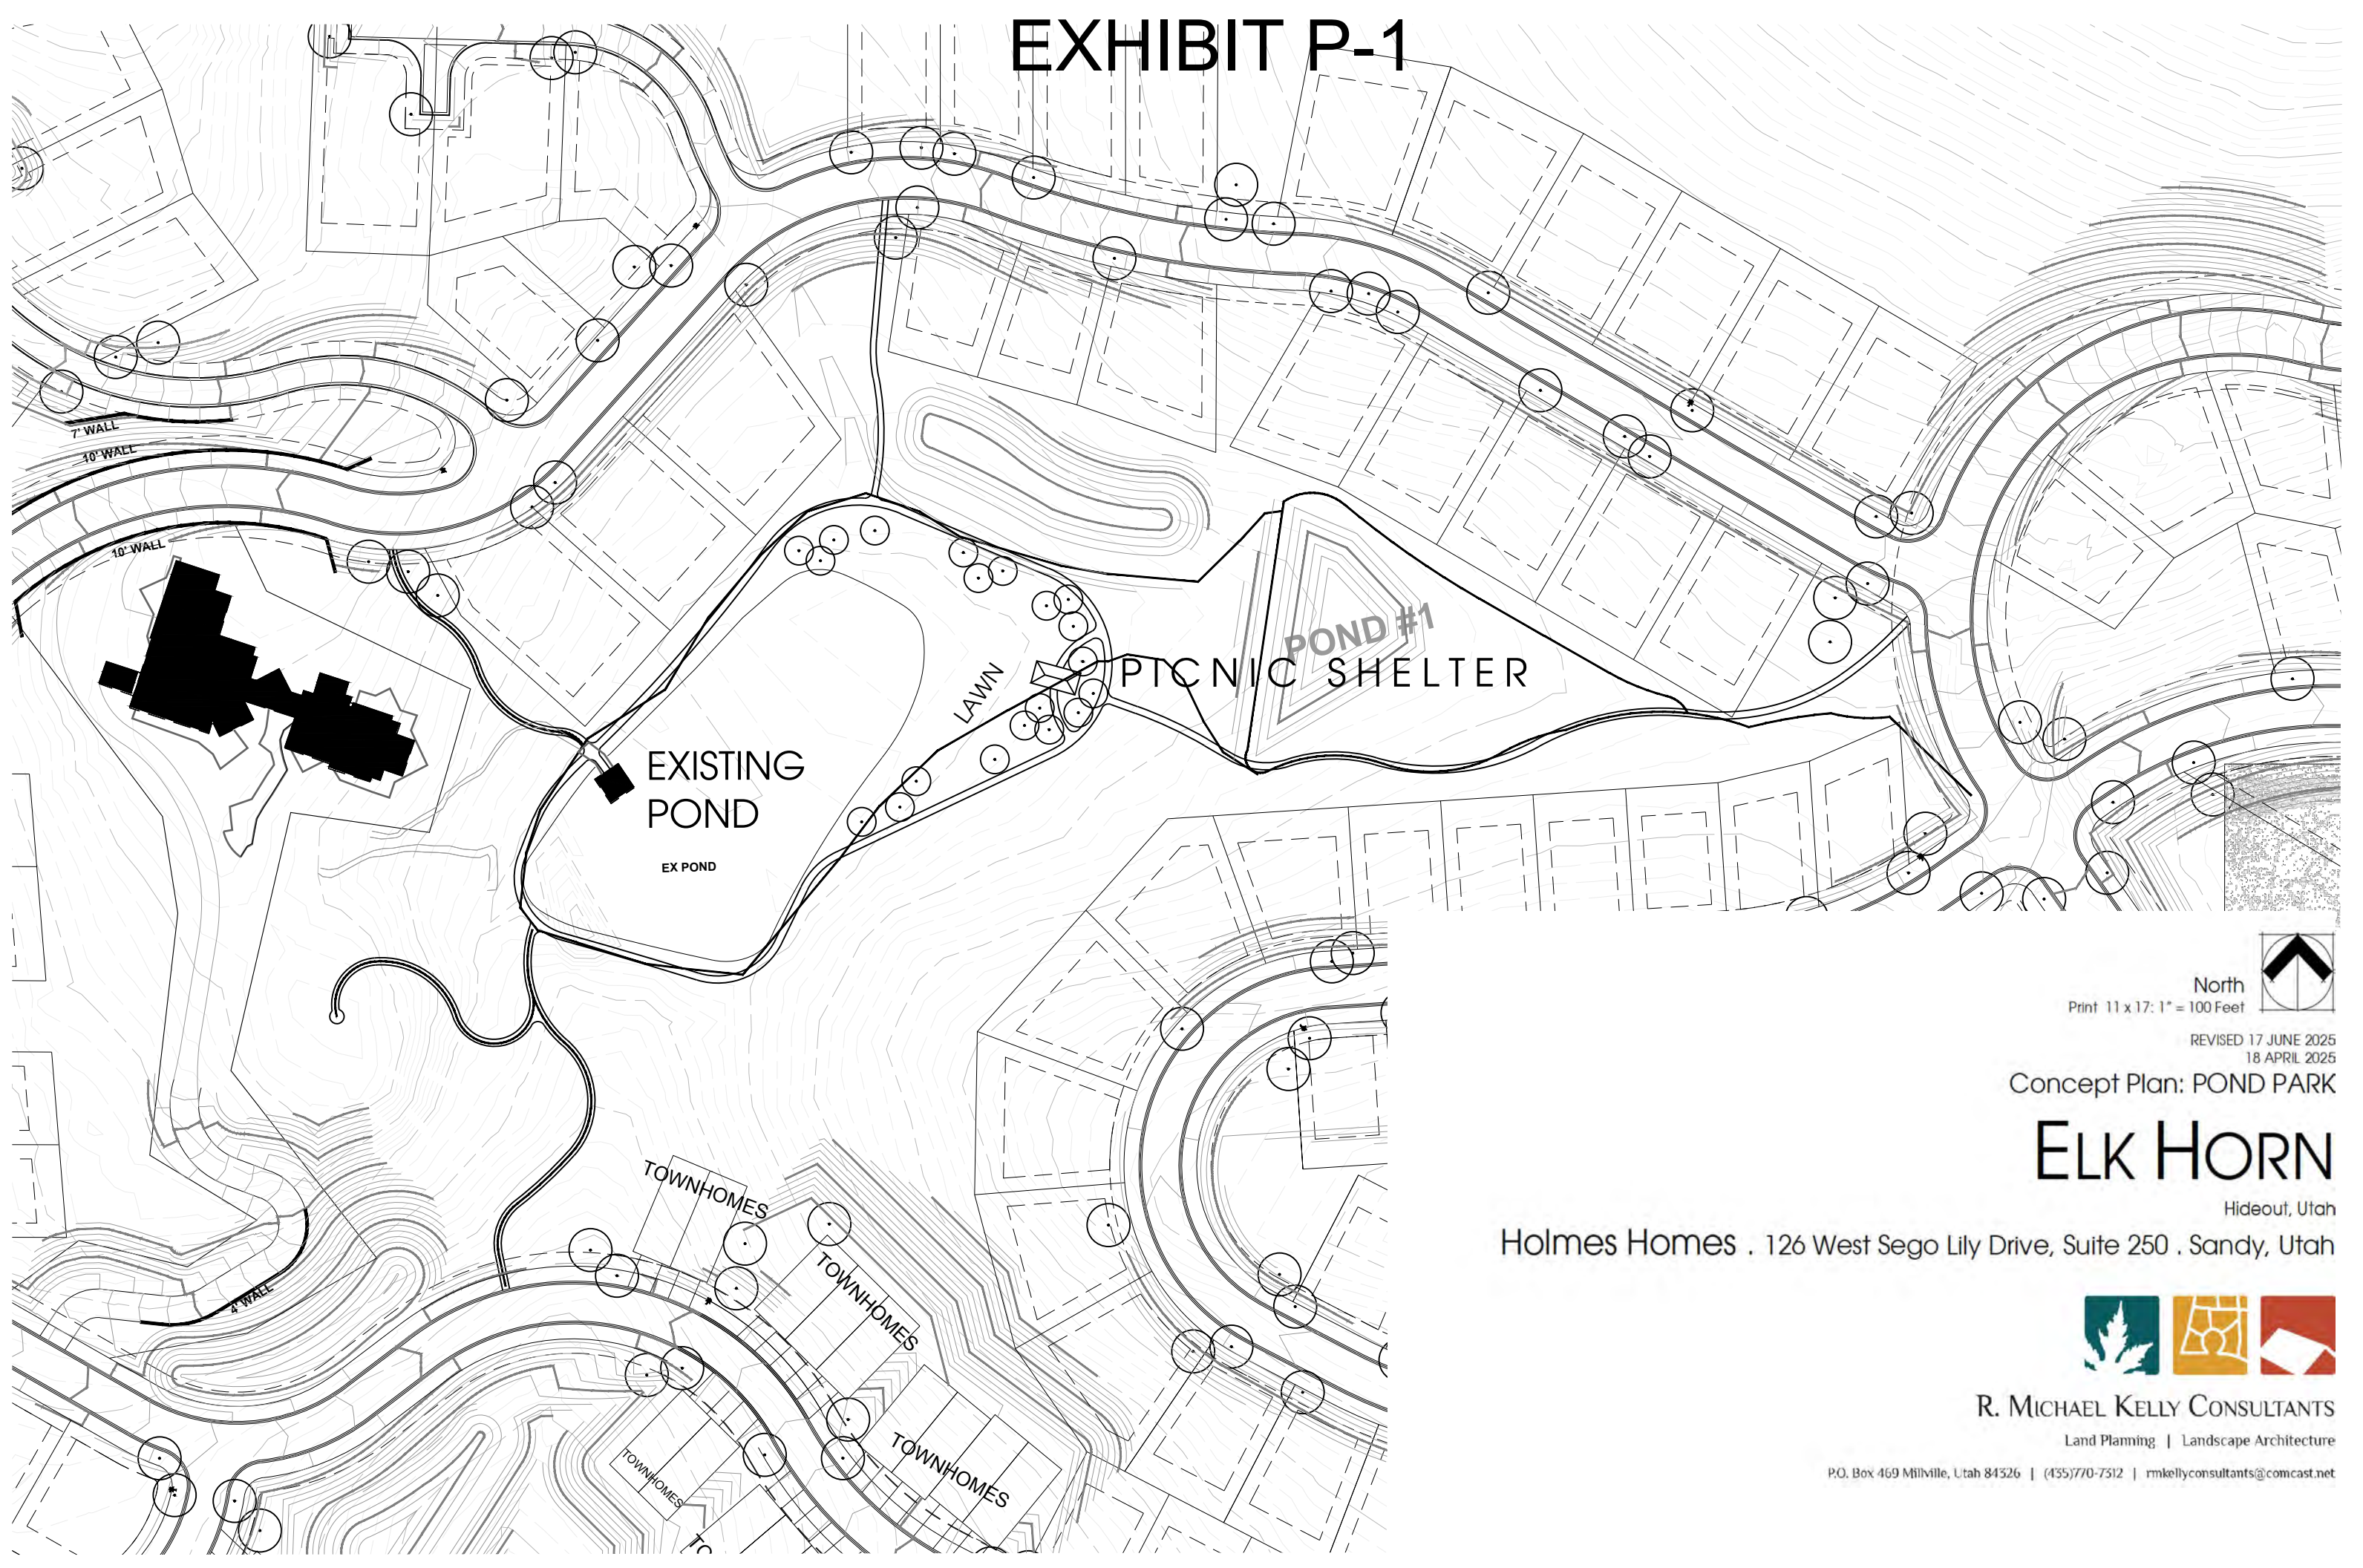 EXHIBIT P-1
7' WALL
10' WALL
10' WALL
POND #1
PICNIC SHELTER
LAWN
EXISTING
POND
EX POND
North
Print 11 x 17: 1" = 100 Feet
REVISED 17 JUNE 2025
18 APRIL 2025
Concept Plan: POND PARK
ELK HORN
Hideout, Utah
Holmes Homes . 126 West Sego Lily Drive, Suite 250 . Sandy, Utah
TOWNHOMES
TOWNHOMES
4' WALL
TOWNHOMES
TOWNHOMES
TO
R. MICHAEL KELLY CONSULTANTS
Land Planning | Landscape Architecture
P.O. Box 469 Millville, Utah 84326 | (435)770-7312 | rmkellyconsultants@comcast.net